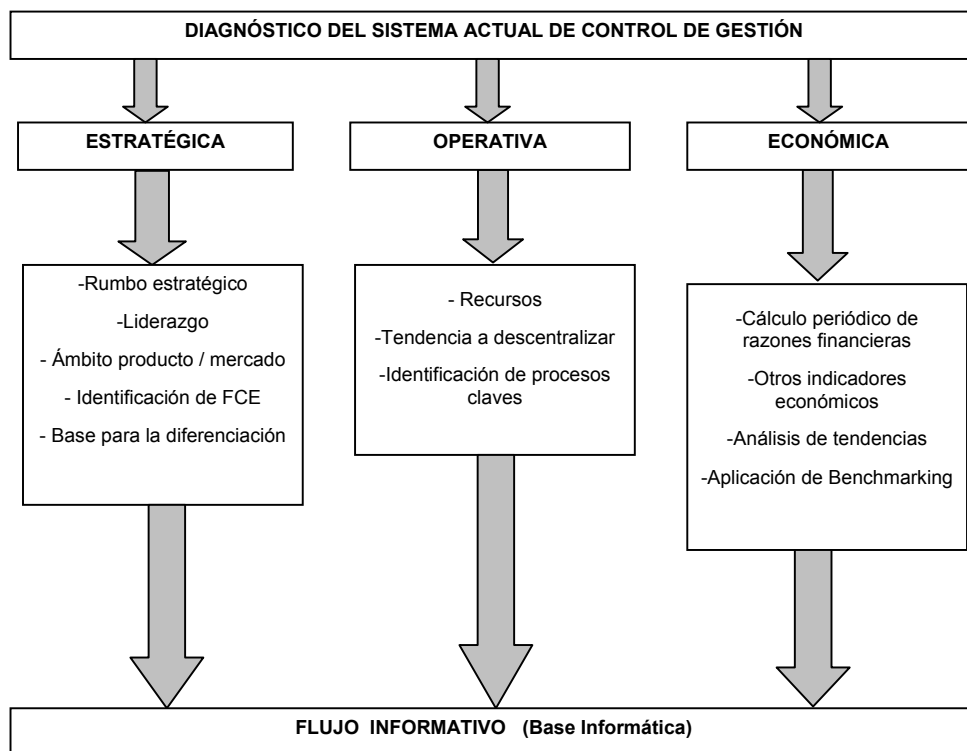 DIAGNÓSTICO DEL SISTEMA ACTUAL DE CONTROL DE GESTIÓN
ESTRATÉGICA
OPERATIVA
ECONÓMICA
-Rumbo estratégico
-Liderazgo
- Ámbito producto / mercado
- Identificación de FCE
- Base para la diferenciación
- Recursos
-Tendencia a descentralizar
-Identificación de procesos
claves
-Cálculo periódico de
razones financieras
-Otros indicadores
económicos
-Análisis de tendencias
-Aplicación de Benchmarking
FLUJO INFORMATIVO (Base Informática)